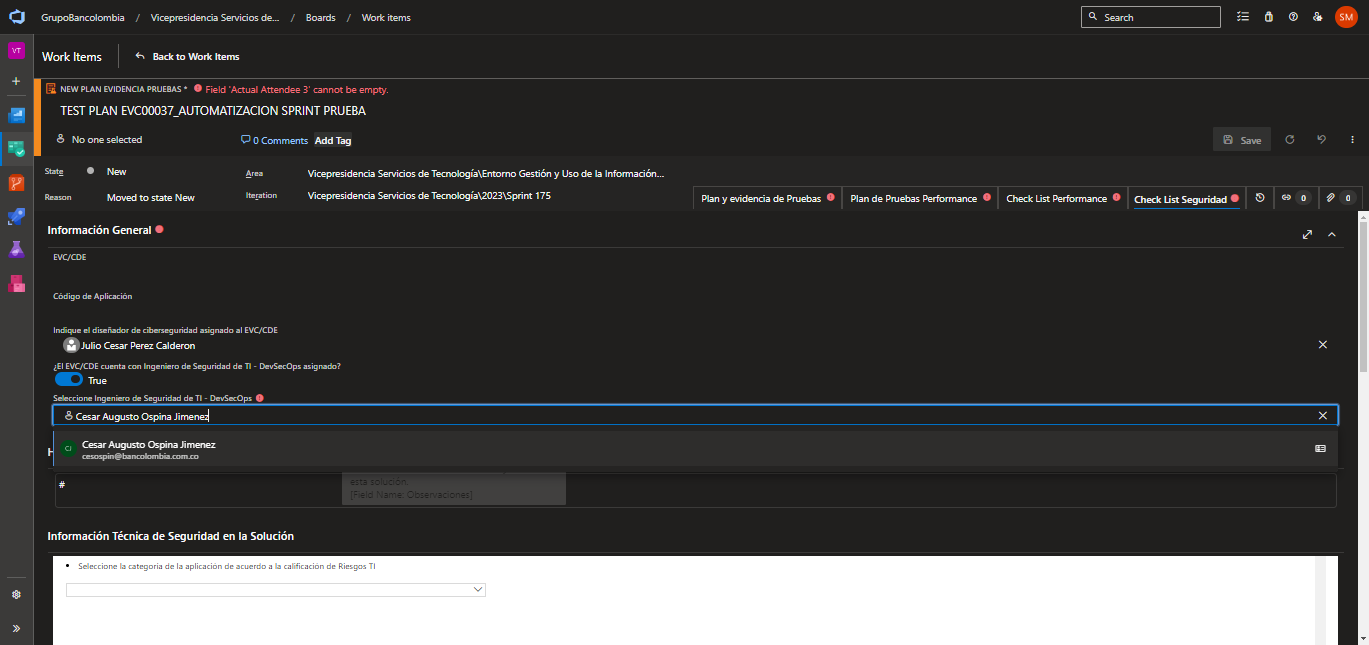 GrupoBancolombia / Vicepresidencia Servicios de... / Boards / Work items
Search
SM
VT
Work Items
Back to Work Items
NEW PLAN EVIDENCIA PRUEBAS * Field 'Actual Attendee 3' cannot be empty.
TEST PLAN EVC00037_AUTOMATIZACION SPRINT PRUEBA
No one selected
0 Comments
Add Tag
Save
State
New
Area
Vicepresidencia Servicios de Tecnología\Entorno Gestión y Uso de la Información...
Reason
Moved to state New
Iteration
Vicepresidencia Servicios de Tecnología\2023\Sprint 175
Plan y evidencia de Pruebas
Plan de Pruebas Performance
Check List Performance
Check List Seguridad
0
0
Información General
EVC/CDE
Código de Aplicación
Indique el diseñador de ciberseguridad asignado al EVC/CDE
Julio Cesar Perez Calderon
¿El EVC/CDE cuenta con Ingeniero de Seguridad de TI - DevSecOps asignado?
True
Seleccione Ingeniero de Seguridad de TI - DevSecOps
Cesar Augusto Ospina Jimenez
CJ
Cesar Augusto Ospina Jimenez
cesospin@bancolombia.com.co
#
esta solución.
[Field Name: Observaciones]
Información Técnica de Seguridad en la Solución
• Seleccione la categoria de la aplicación de acuerdo a la calificación de Riesgos TI